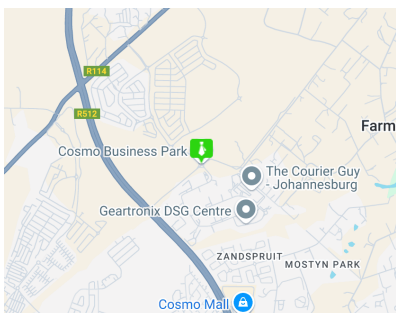 R114
R512
Farm
Cosmo Business Park
The Courier Guy
- Johannesburg
Geartronix DSG Centre
ZANDSPRUIT
MOSTYN PARK
Cosmo Mall